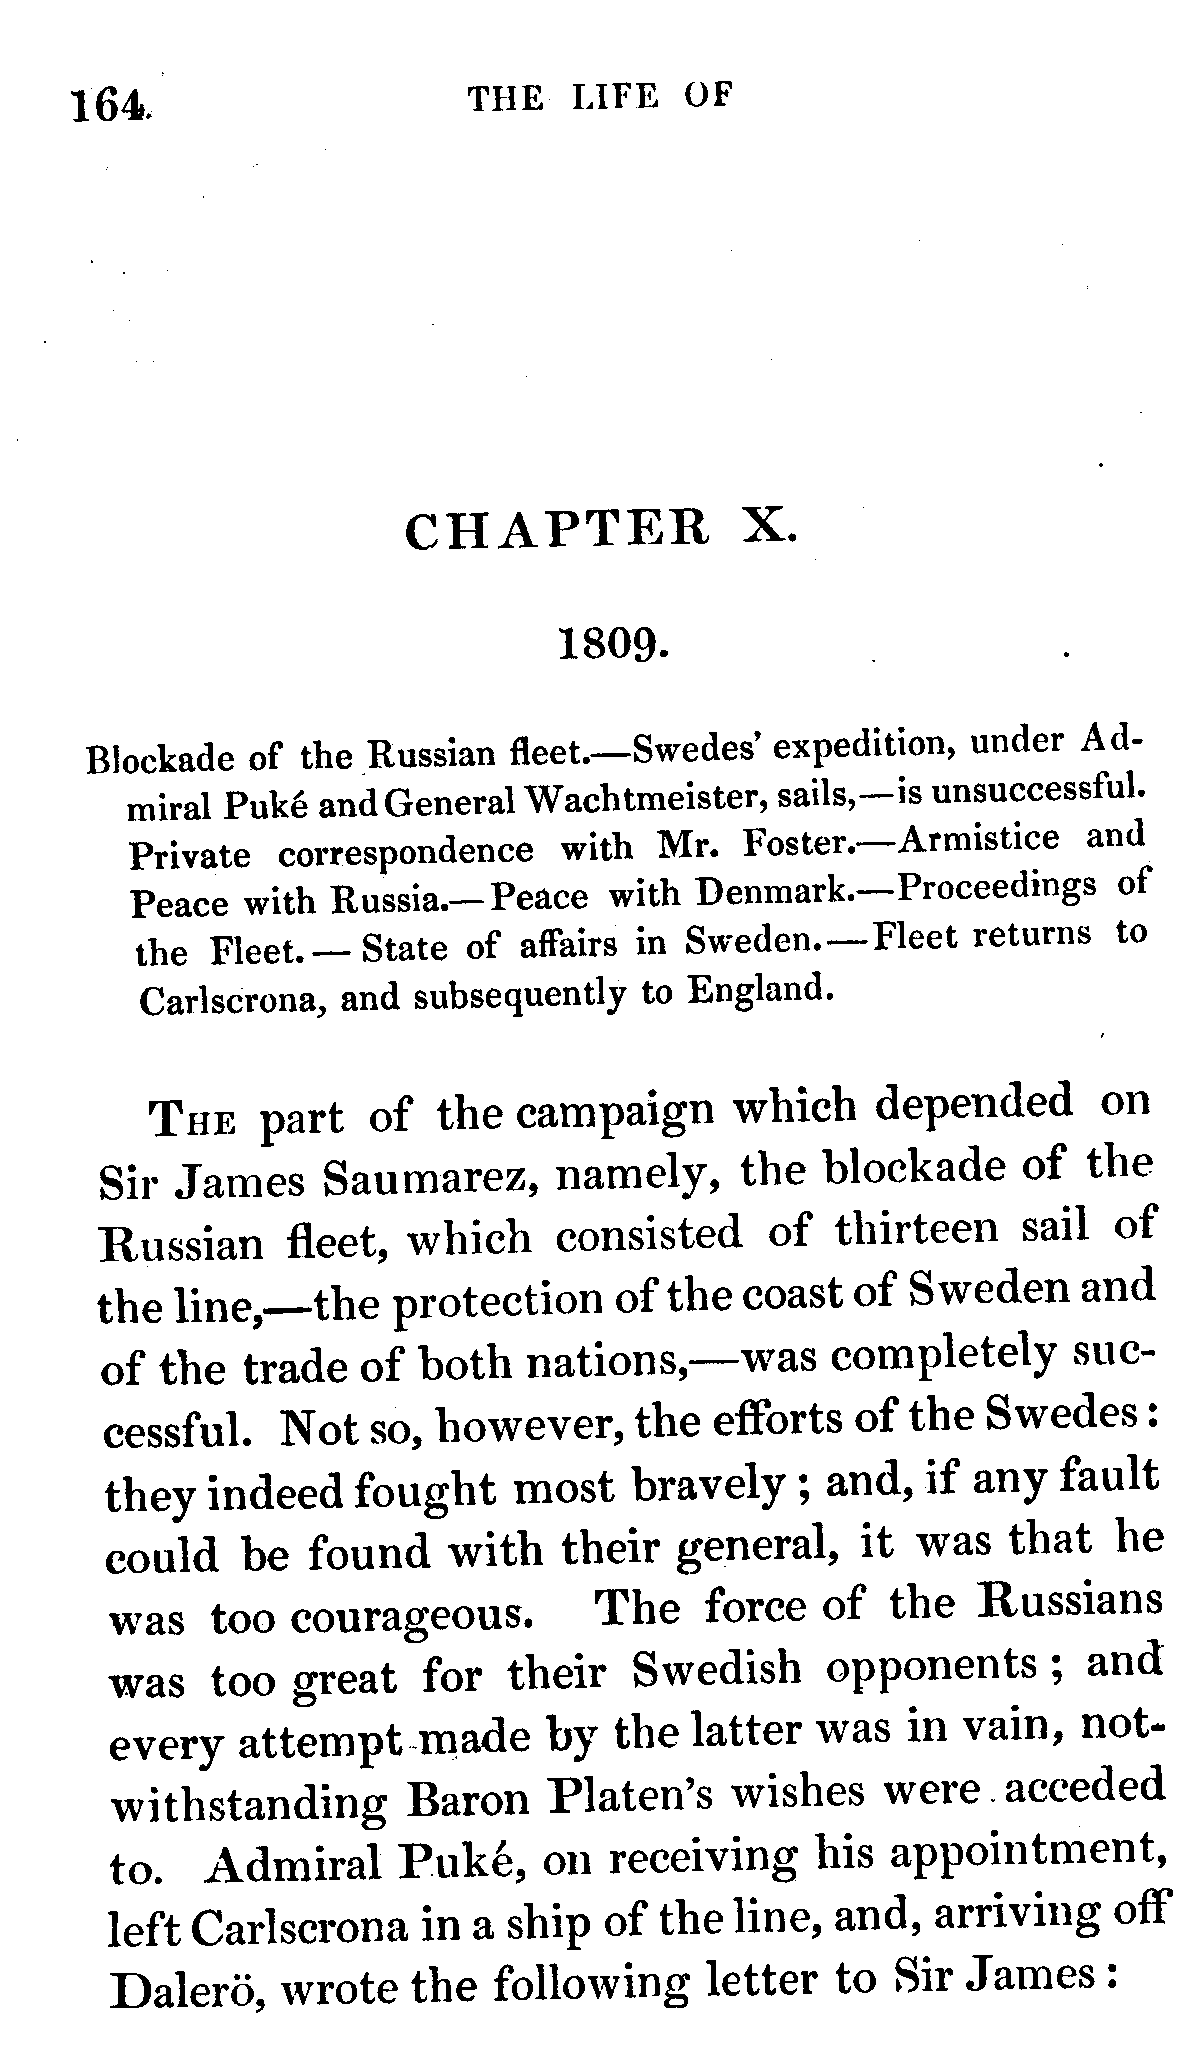 164 THE LIFE OF
CHAPTER X.
1809.
Blockade of the Russian fleet.—Swedes' expedition, under Ad-
miral Puké and General Wachtmeister, sails,—is unsuccessful.
Private correspondence with Mr. Foster.—Armistice and
Peace with Russia.—Peace with Denmark.—Proceedings of
the Fleet.—State of affairs in Sweden.—Fleet returns to
Carlscrona, and subsequently to England.
THE part of the campaign which depended on
Sir James Saumarez, namely, the blockade of the
Russian fleet, which consisted of thirteen sail of
the line,—the protection of the coast of Sweden and
of the trade of both nations,—was completely suc-
cessful. Not so, however, the efforts of the Swedes:
they indeed fought most bravely; and, if any fault
could be found with their general, it was that he
was too courageous. The force of the Russians
was too great for their Swedish opponents; and
every attempt made by the latter was in vain, not-
withstanding Baron Platen's wishes were acceded
to. Admiral Puké, on receiving his appointment,
left Carlscrona in a ship of the line, and, arriving off
Dalerö, wrote the following letter to Sir James: